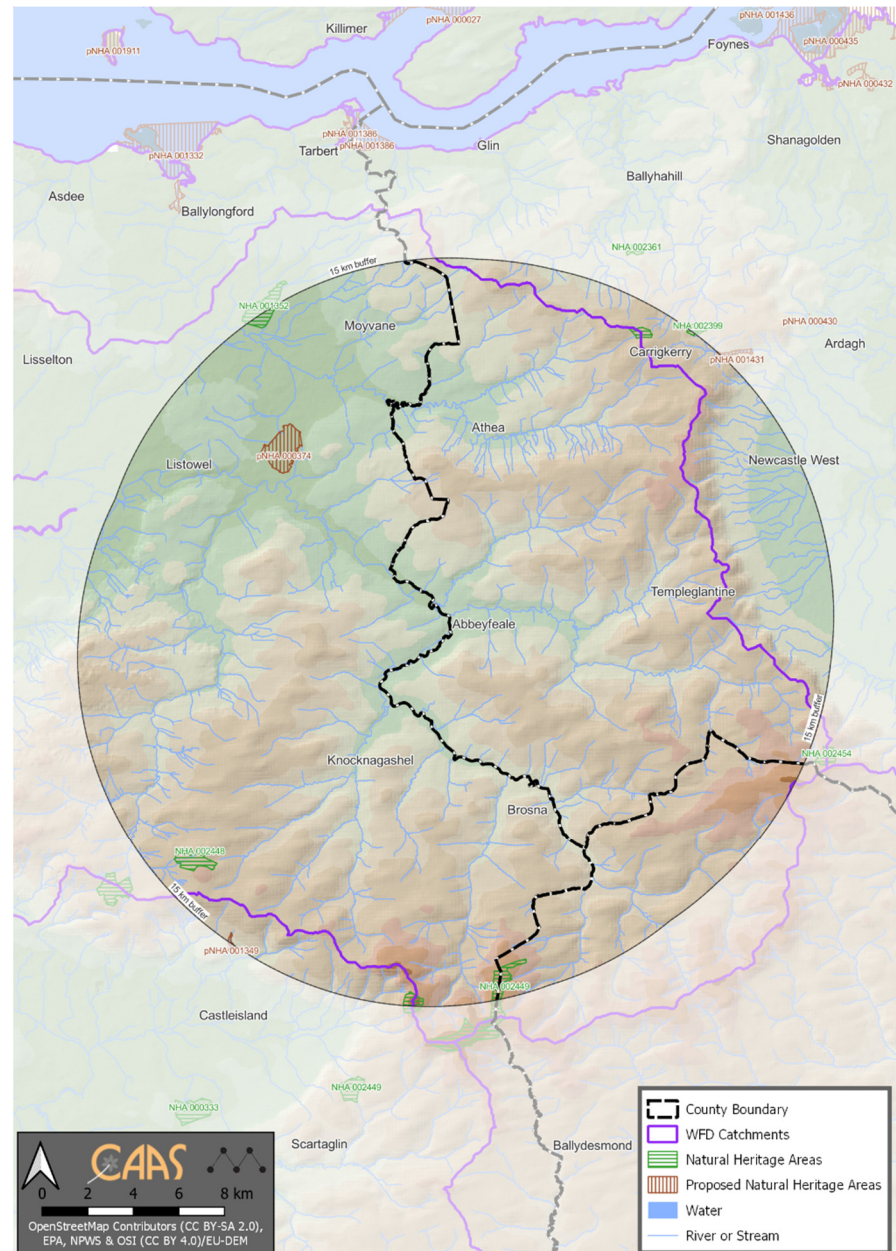 Killimer
pNHA 000027
pNHA 001436
pNHA 001911
Foynes
pNHA 000435
pNHA 000432
pNHA 001386
pNHA 001332
Tarbert
pNHA 001386
Glin
Shanagolden
Asdee
Ballylongford
Ballyhahill
NHA 002361
15 km buffer
NHA 001352
Moyvane
NHA 002399
pNHA 000430
Lisselton
Carrigkerry
pNHA 001431
Ardagh
Athea
pNHA 000374
Listowel
Newcastle West
Templeglantine
Abbeyfeale
15 km buffer
NHA 002454
Knocknagashel
Brosna
NHA 002448
15 km buffer
pNHA 001349
NHA 002449
Castleisland
NHA 002449
NHA 000333
Scartaglin
Ballydesmond
CAAS
0 2 4 6 8 km
OpenStreetMap Contributors (CC BY-SA 2.0),
EPA, NPWS & OSI (CC BY 4.0)/EU-DEM
County Boundary
WFD Catchments
Natural Heritage Areas
Proposed Natural Heritage Areas
Water
River or Stream